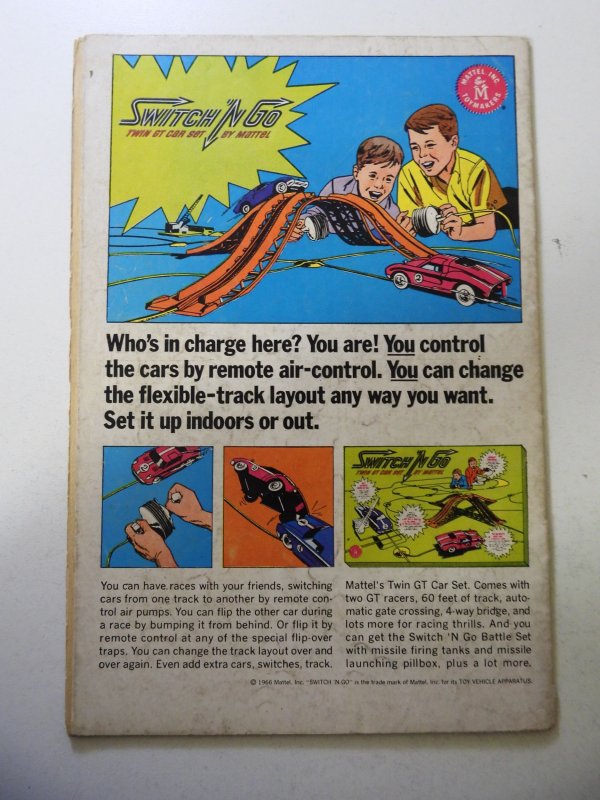 SWITCH 'N GO
TWIN GT CAR SET BY MATTEL
MATTEL, INC.
M
TOYMAKERS
Who's in charge here? You are! You control
the cars by remote air-control. You can change
the flexible-track layout any way you want.
Set it up indoors or out.
SWITCH 'N GO
TWIN GT CAR SET BY MATTEL
You can have races with your friends, switching
cars from one track to another by remote con-
trol air pumps. You can flip the other car during
a race by bumping it from behind. Or flip it by
remote control at any of the special flip-over
traps. You can change the track layout over and
over again. Even add extra cars, switches, track.
Mattel's Twin GT Car Set. Comes with
two GT racers, 60 feet of track, auto-
matic gate crossing, 4-way bridge, and
lots more for racing thrills. And you
can get the Switch 'N Go Battle Set
with missile firing tanks and missile
launching pillbox, plus a lot more.
© 1966 Mattel, Inc. "SWITCH 'N GO" is the trade mark of Mattel, Inc. for its TOY VEHICLE APPARATUS.